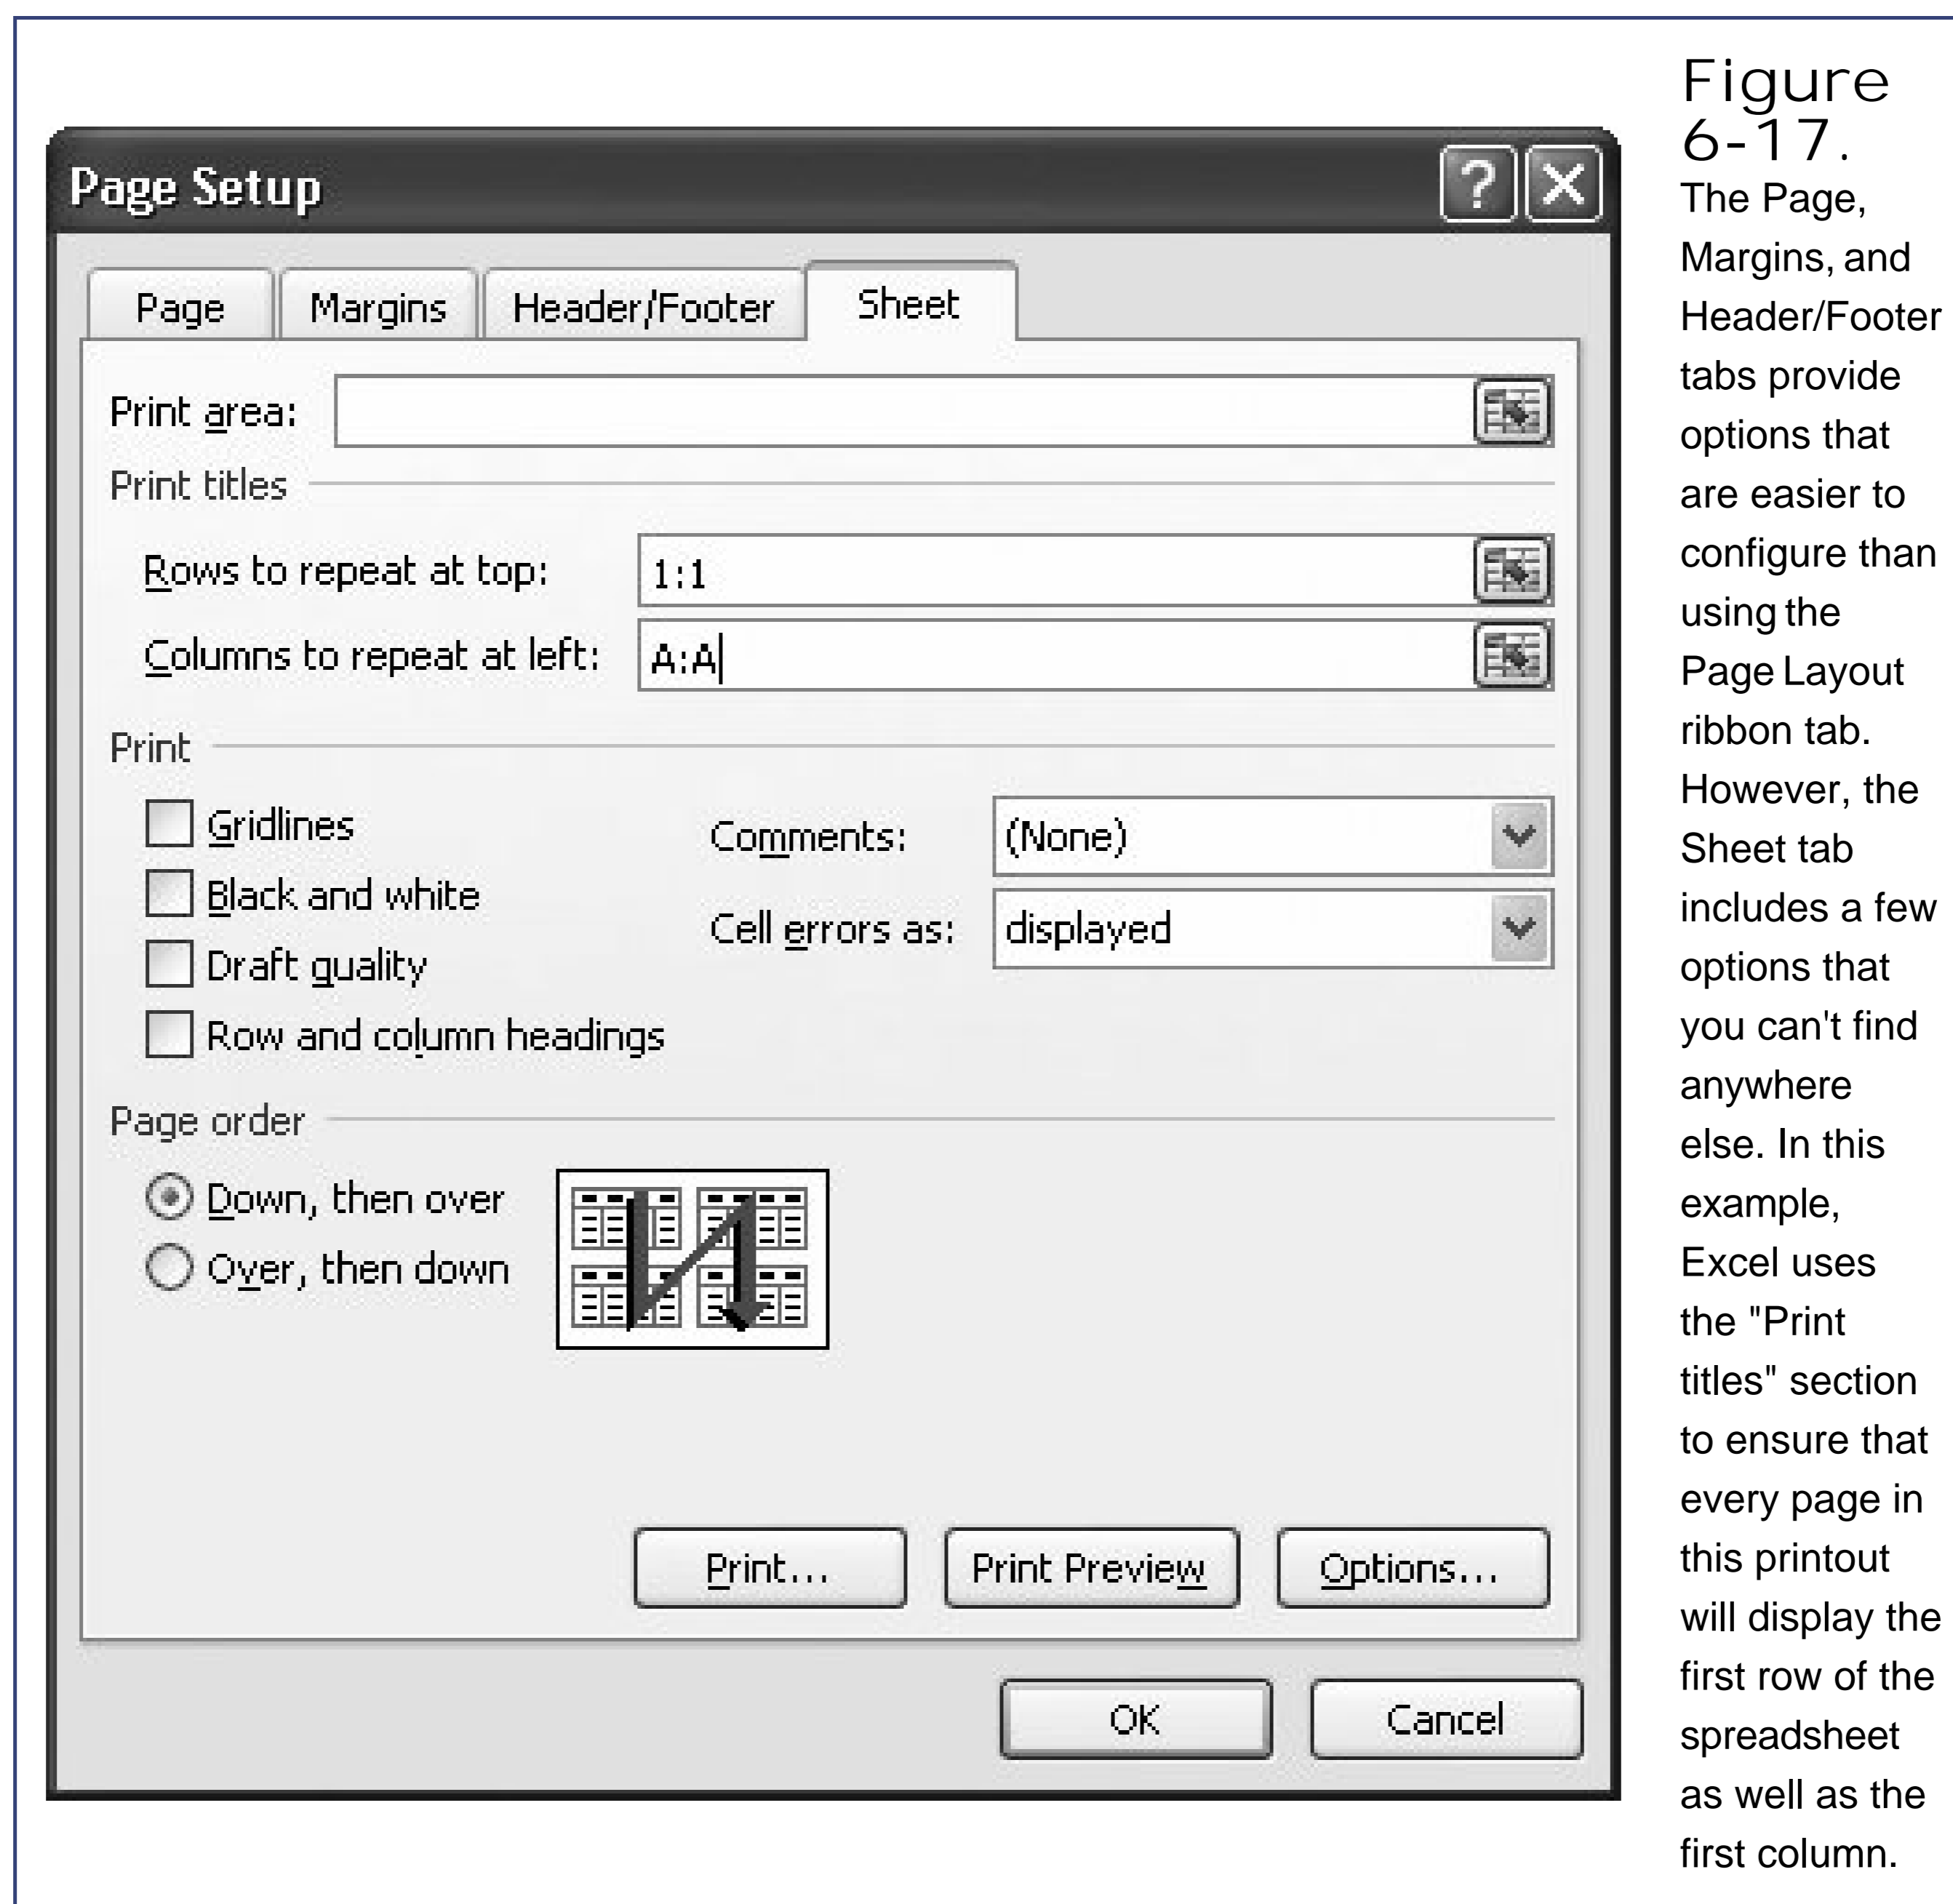 Page Setup
Page
Margins
Header/Footer
Sheet
Print area:
Print titles
Rows to repeat at top:
1:1
Columns to repeat at left:
A:A
Print
Gridlines
Comments:
(None)
Black and white
Cell errors as:
displayed
Draft quality
Row and column headings
Page order
Down, then over
Over, then down
Print...
Print Preview
Options...
OK
Cancel
Figure
6-17.
The Page,
Margins, and
Header/Footer
tabs provide
options that
are easier to
configure than
using the
Page Layout
ribbon tab.
However, the
Sheet tab
includes a few
options that
you can't find
anywhere
else. In this
example,
Excel uses
the "Print
titles" section
to ensure that
every page in
this printout
will display the
first row of the
spreadsheet
as well as the
first column.